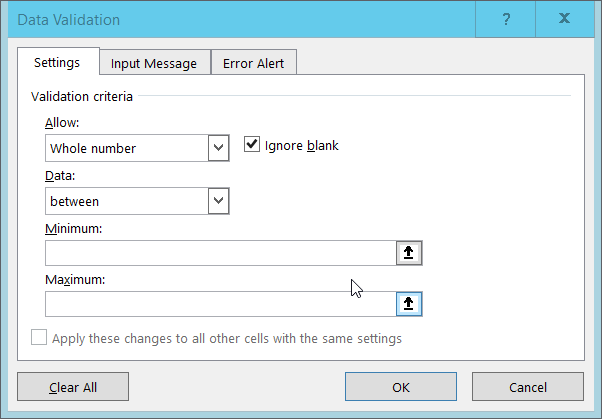 Data Validation ? x
Settings Input Message Error Alert
Validation criteria
Allow:
Whole number Ignore blank
Data:
between
Minimum:
Maximum:
Apply these changes to all other cells with the same settings
Clear All OK Cancel